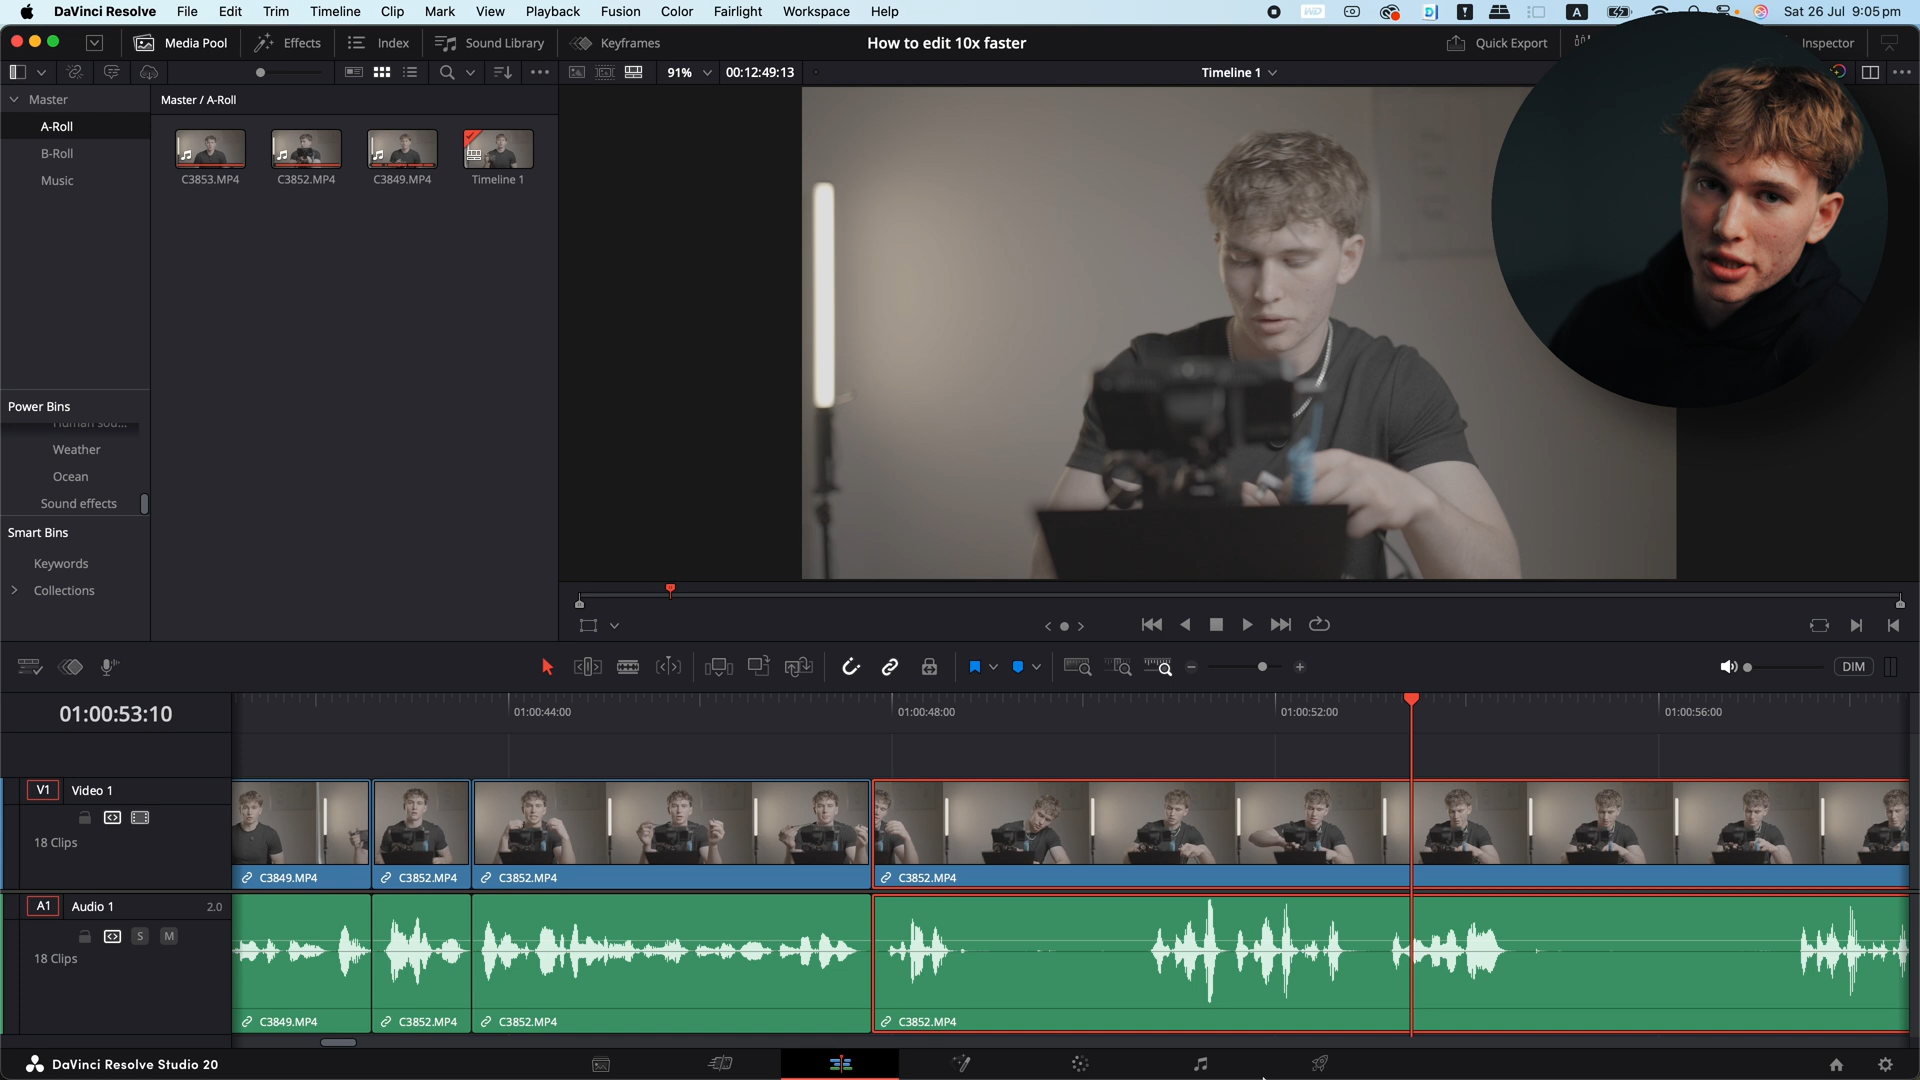 DaVinci Resolve File Edit Trim Timeline Clip Mark View Playback Fusion Color Fairlight Workspace Help
Sat 26 Jul 9:05 pm
Media Pool Effects Index Sound Library Keyframes
How to edit 10x faster
Quick Export
Inspector
91% 00:12:49:13
Timeline 1
Master
A-Roll
B-Roll
Music
Master / A-Roll
C3853.MP4 C3852.MP4 C3849.MP4 Timeline 1
Power Bins
Human sou...
Weather
Ocean
Sound effects
Smart Bins
Keywords
Collections
DIM
01:00:53:10
01:00:44:00 01:00:48:00 01:00:52:00 01:00:56:00
V1 Video 1
18 Clips
C3849.MP4 C3852.MP4 C3852.MP4 C3852.MP4
A1 Audio 1 2.0
S M
18 Clips
C3849.MP4 C3852.MP4 C3852.MP4 C3852.MP4
DaVinci Resolve Studio 20